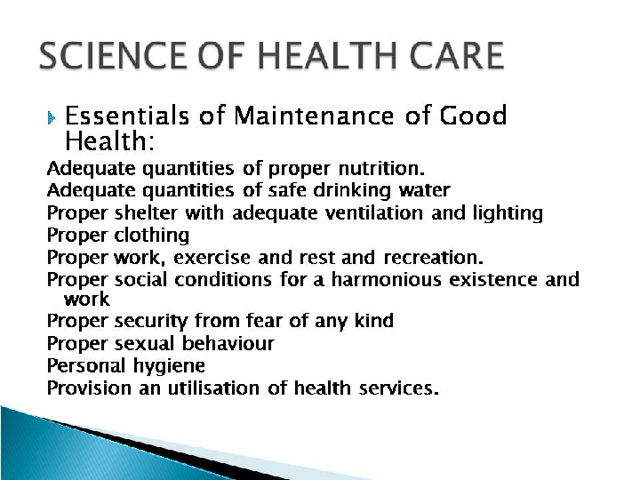 SCIENCE OF HEALTH CARE
Essentials of Maintenance of Good
Health:
Adequate quantities of proper nutrition.
Adequate quantities of safe drinking water
Proper shelter with adequate ventilation and lighting
Proper clothing
Proper work, exercise and rest and recreation.
Proper social conditions for a harmonious existence and
work
Proper security from fear of any kind
Proper sexual behaviour
Personal hygiene
Provision an utilisation of health services.